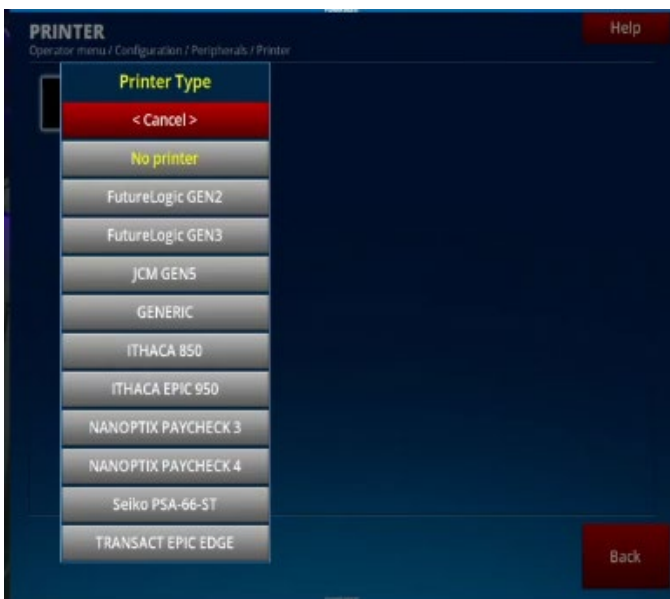 PRINTER
Operator menu / Configuration / Peripherals / Printer
Help
Printer Type
< Cancel >
No printer
FutureLogic GEN2
FutureLogic GEN3
JCM GEN5
GENERIC
ITHACA 850
ITHACA EPIC 950
NANOPTIX PAYCHECK 3
NANOPTIX PAYCHECK 4
Seiko PSA-66-ST
TRANSACT EPIC EDGE
Back